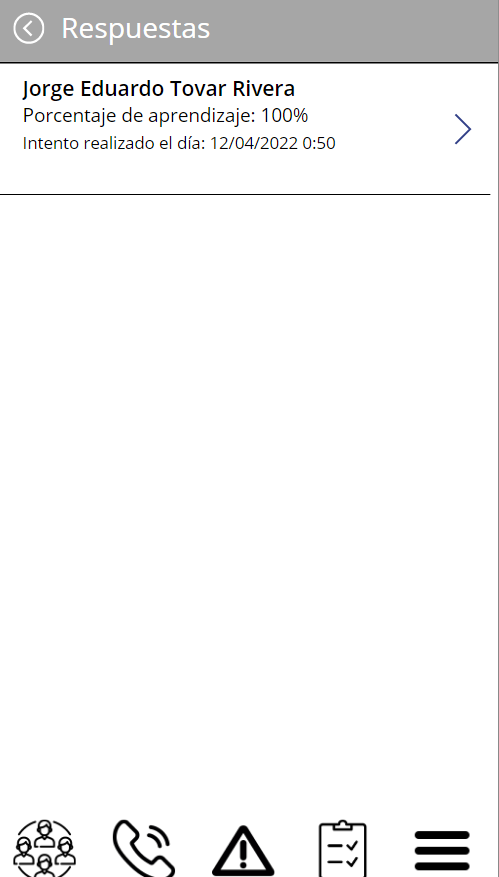 Respuestas
Jorge Eduardo Tovar Rivera
Porcentaje de aprendizaje: 100%
Intento realizado el día: 12/04/2022 0:50